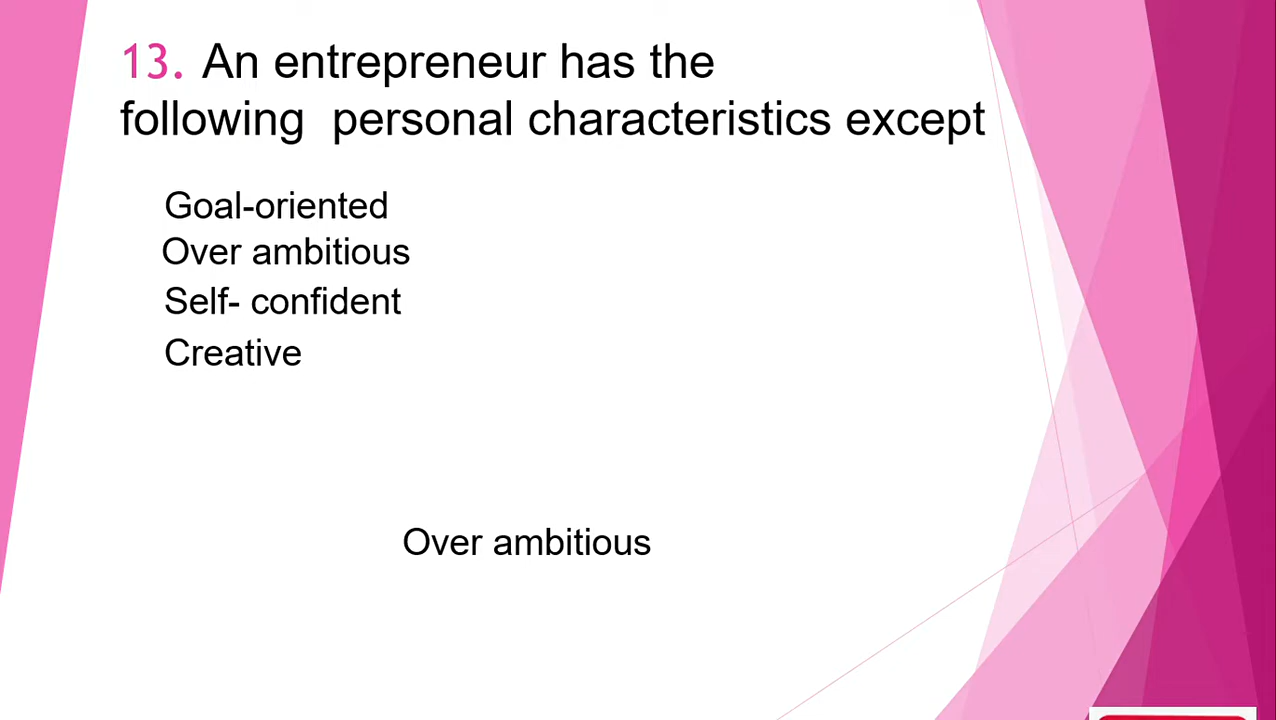 13. An entrepreneur has the
following  personal characteristics except
Goal-oriented
Over ambitious
Self- confident
Creative
Over ambitious